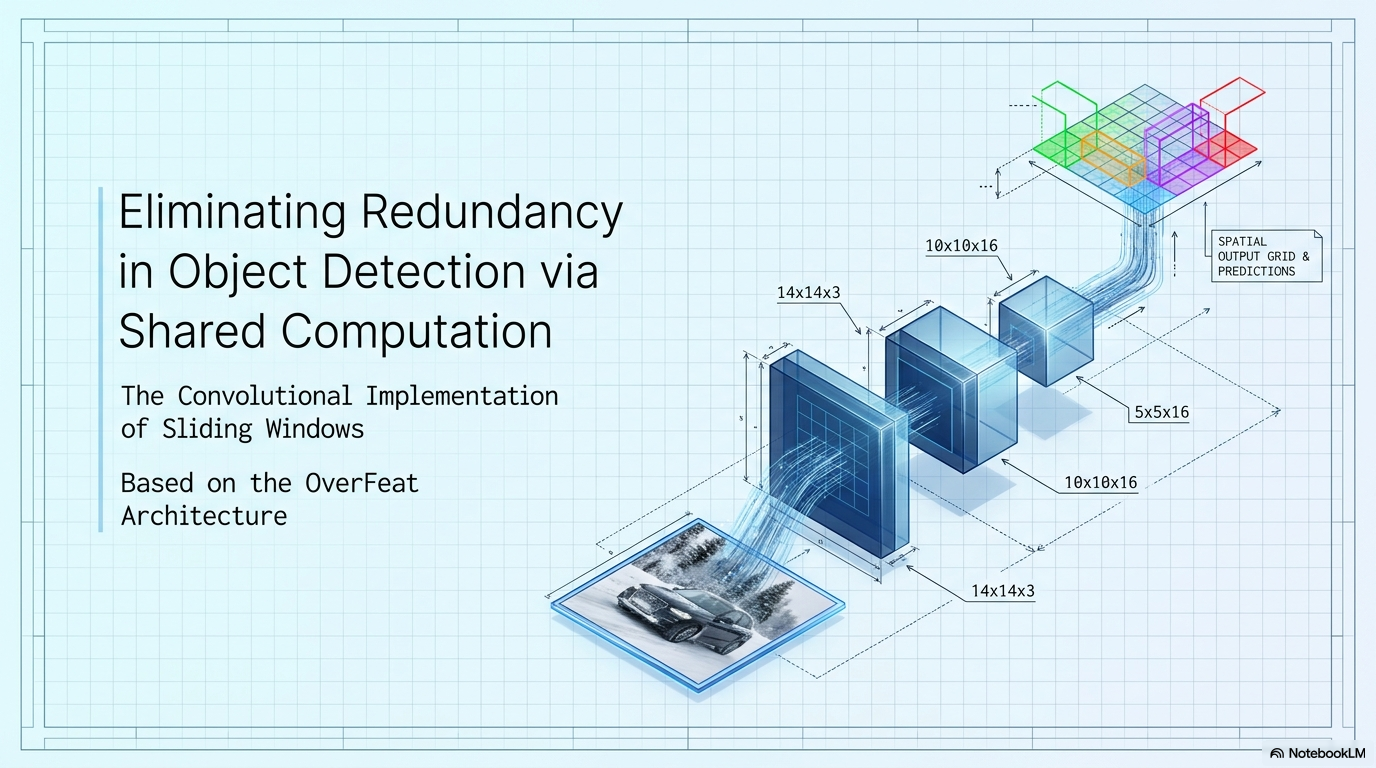 Eliminating Redundancy
in Object Detection via
Shared Computation
The Convolutional Implementation
of Sliding Windows
Based on the OverFeat
Architecture
14x14x3
10x10x16
SPATIAL
OUTPUT GRID &
PREDICTIONS
5x5x16
10x10x16
14x14x3
NotebookLM